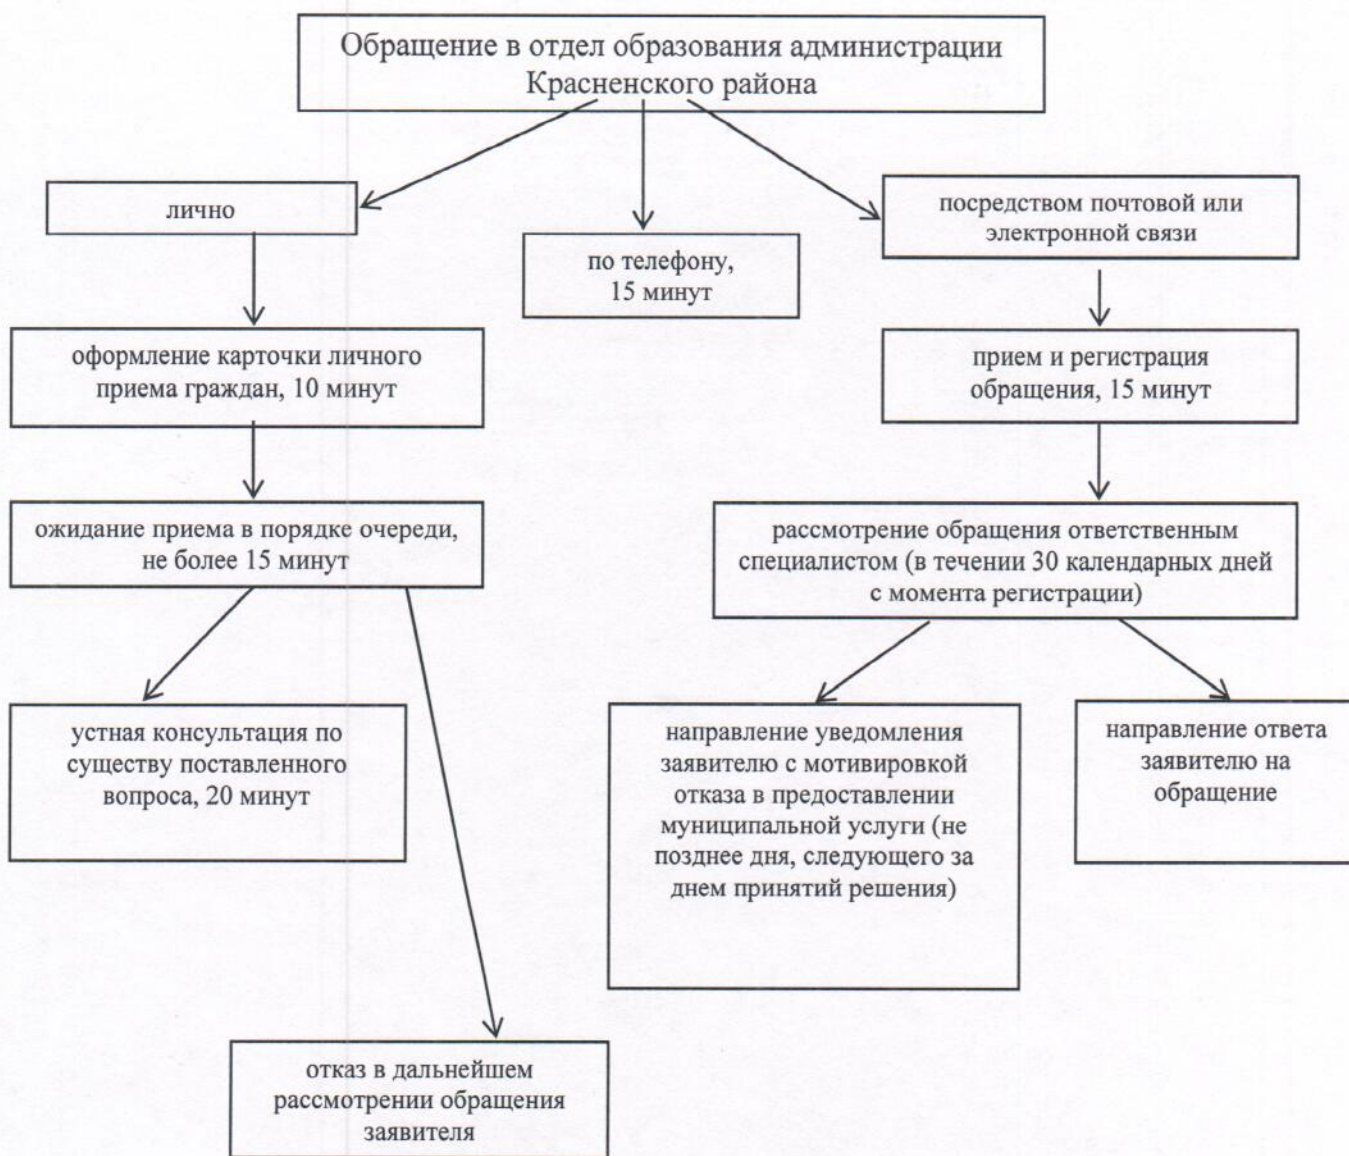 Обращение в отдел образования администрации
Красненского района
лично
по телефону,
15 минут
посредством почтовой или
электронной связи
оформление карточки личного
приема граждан, 10 минут
прием и регистрация
обращения, 15 минут
ожидание приема в порядке очереди,
не более 15 минут
рассмотрение обращения ответственным
специалистом (в течении 30 календарных дней
с момента регистрации)
устная консультация по
существу поставленного
вопроса, 20 минут
направление уведомления
заявителю с мотивировкой
отказа в предоставлении
муниципальной услуги (не
позднее дня, следующего за
днем принятий решения)
направление ответа
заявителю на
обращение
отказ в дальнейшем
рассмотрении обращения
заявителя